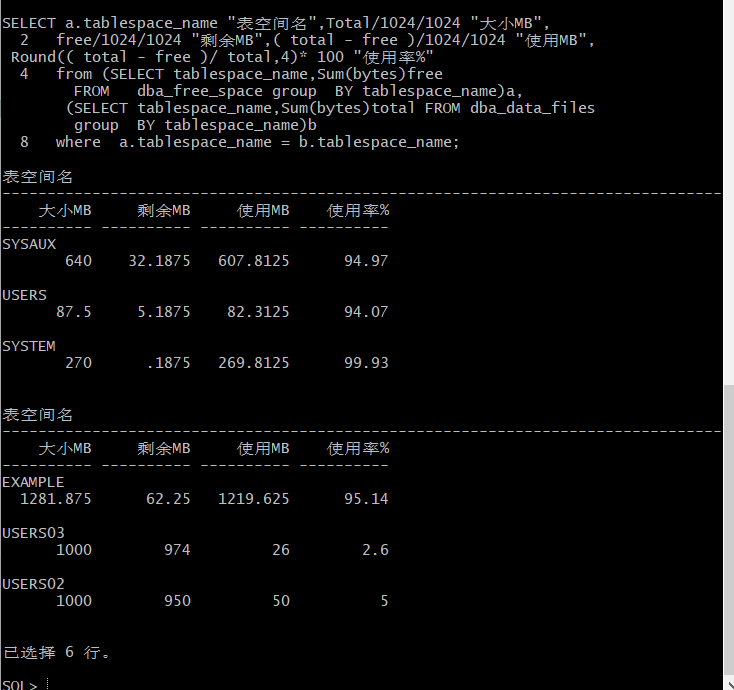 SELECT a.tablespace_name "表空间名",Total/1024/1024 "大小MB",
  2   free/1024/1024 "剩余MB",( total - free )/1024/1024 "使用MB",
 Round(( total - free )/ total,4)* 100 "使用率%"
  4   from (SELECT tablespace_name,Sum(bytes)free
        FROM   dba_free_space group  BY tablespace_name)a,
       (SELECT tablespace_name,Sum(bytes)total FROM dba_data_files
        group  BY tablespace_name)b
  8   where  a.tablespace_name = b.tablespace_name;
表空间名
--------------------------------------------------------------------------------
    大小MB     剩余MB     使用MB    使用率%
---------- ---------- ---------- ----------
SYSAUX
       640    32.1875   607.8125      94.97
USERS
      87.5     5.1875    82.3125      94.07
SYSTEM
       270      .1875   269.8125      99.93
表空间名
--------------------------------------------------------------------------------
    大小MB     剩余MB     使用MB    使用率%
---------- ---------- ---------- ----------
EXAMPLE
  1281.875      62.25   1219.625      95.14
USERS03
      1000        974         26        2.6
USERS02
      1000        950         50          5
已选择 6 行。
SQL>